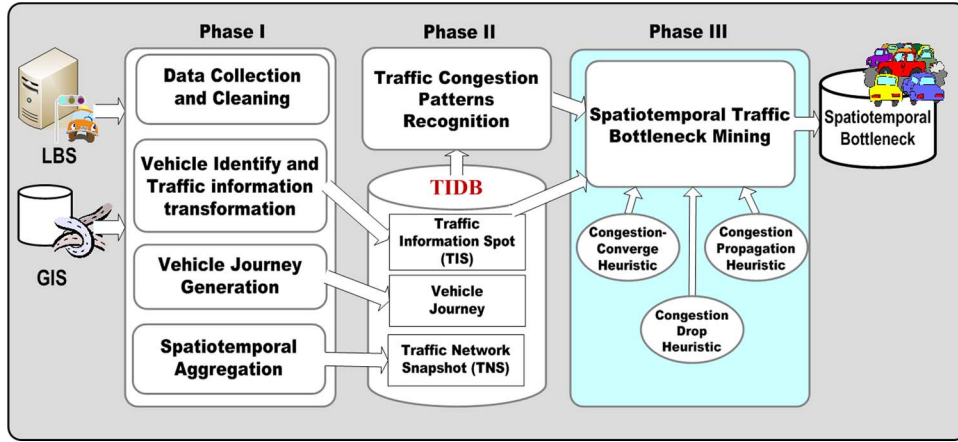 Phase I
Phase II
Phase III
LBS
GIS
Data Collection
and Cleaning
Vehicle Identify and
Traffic information
transformation
Vehicle Journey
Generation
Spatiotemporal
Aggregation
Traffic Congestion
Patterns
Recognition
TIDB
Traffic
Information Spot
(TIS)
Vehicle
Journey
Traffic Network
Snapshot (TNS)
Spatiotemporal Traffic
Bottleneck Mining
Congestion-
Converge
Heuristic
Congestion
Drop
Heuristic
Congestion
Propagation
Heuristic
Spatiotemporal
Bottleneck